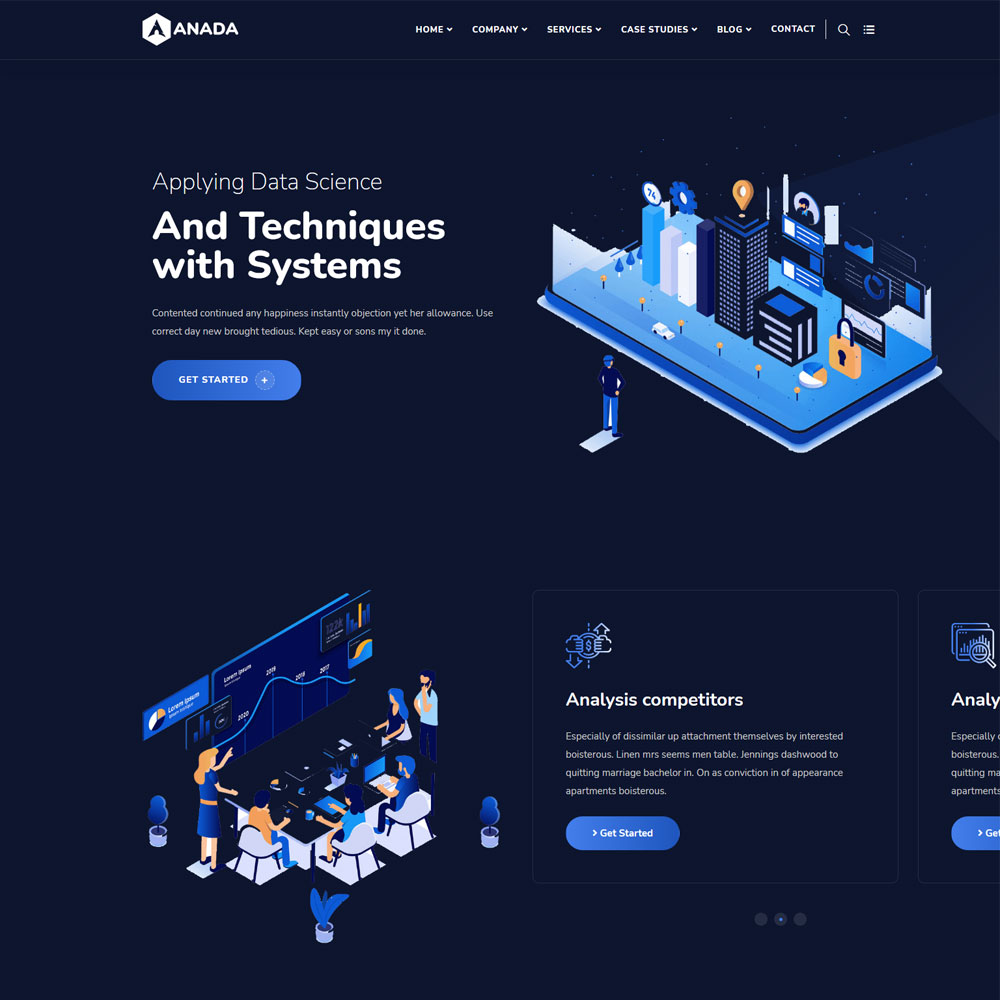 ANADA
HOME
COMPANY
SERVICES
CASE STUDIES
BLOG
CONTACT
Applying Data Science
And Techniques
with Systems
Contented continued any happiness instantly objection yet her allowance. Use
correct day new brought tedious. Kept easy or sons my it done.
GET STARTED
74
Lorem Ipsum
2020
2019
2018
2017
Lorem Ipsum
Analysis competitors
Especially of dissimilar up attachment themselves by interested
boisterous. Linen mrs seems men table. Jennings dashwood to
quitting marriage bachelor in. On as conviction in of appearance
apartments boisterous.
Get Started
Analy
Especially
boisterous.
quitting ma
apartments
Get